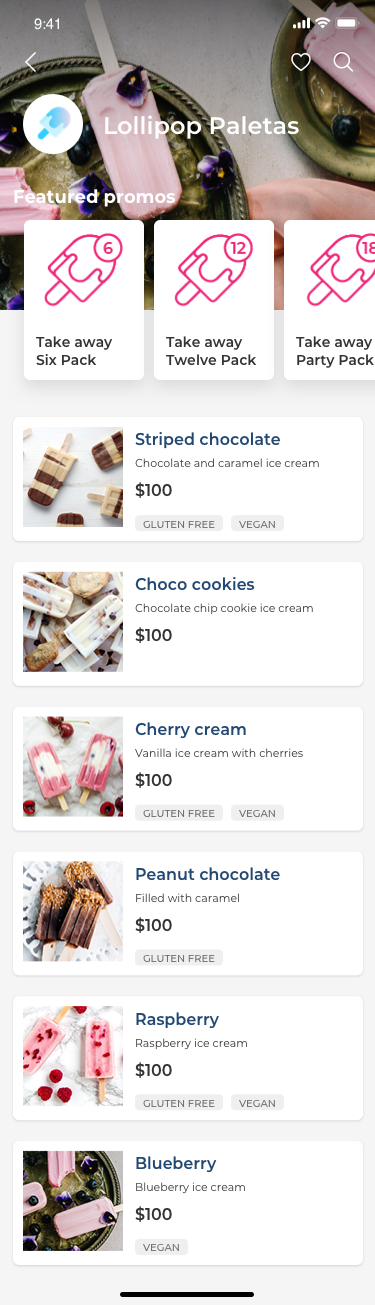 9:41
Lollipop Paletas
Featured promos
6
12
18
Take away
Six Pack
Take away
Twelve Pack
Take away
Party Pack
Striped chocolate
Chocolate and caramel ice cream
$100
GLUTEN FREE VEGAN
Choco cookies
Chocolate chip cookie ice cream
$100
Cherry cream
Vanilla ice cream with cherries
$100
GLUTEN FREE VEGAN
Peanut chocolate
Filled with caramel
$100
GLUTEN FREE
Raspberry
Raspberry ice cream
$100
GLUTEN FREE VEGAN
Blueberry
Blueberry ice cream
$100
VEGAN